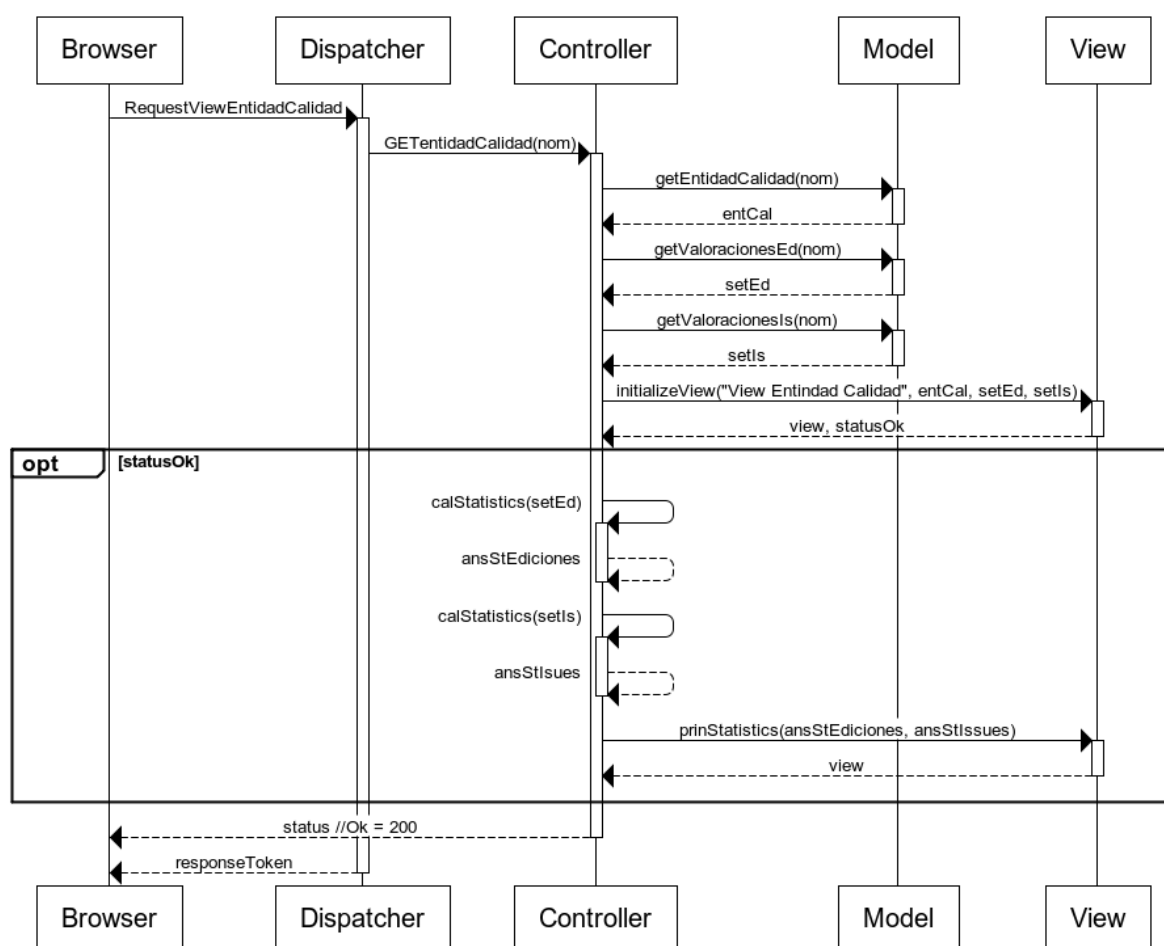 Browser Dispatcher Controller Model View
RequestViewEntidadCalidad
GETentidadCalidad(nom)
getEntidadCalidad(nom)
entCal
getValoracionesEd(nom)
setEd
getValoracionesIs(nom)
setIs
initializeView("View Entindad Calidad", entCal, setEd, setIs)
view, statusOk
opt [statusOk]
calStatistics(setEd)
ansStEdiciones
calStatistics(setIs)
ansStIsues
prinStatistics(ansStEdiciones, ansStIssues)
view
status //Ok = 200
responseToken
Browser Dispatcher Controller Model View